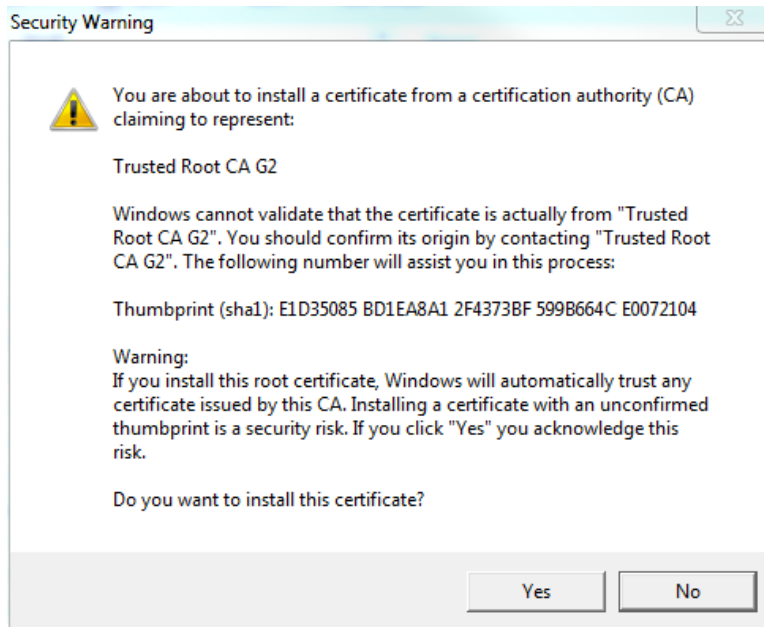 Security Warning
You are about to install a certificate from a certification authority (CA)
claiming to represent:
Trusted Root CA G2
Windows cannot validate that the certificate is actually from "Trusted
Root CA G2". You should confirm its origin by contacting "Trusted Root
CA G2". The following number will assist you in this process:
Thumbprint (sha1): E1D35085 BD1EA8A1 2F4373BF 599B664C E0072104
Warning:
If you install this root certificate, Windows will automatically trust any
certificate issued by this CA. Installing a certificate with an unconfirmed
thumbprint is a security risk. If you click "Yes" you acknowledge this
risk.
Do you want to install this certificate?
Yes No